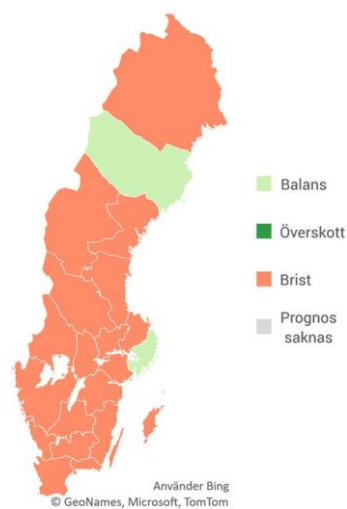 Balans
Överskott
Brist
Prognos
saknas
Använder Bing
© GeoNames, Microsoft, TomTom